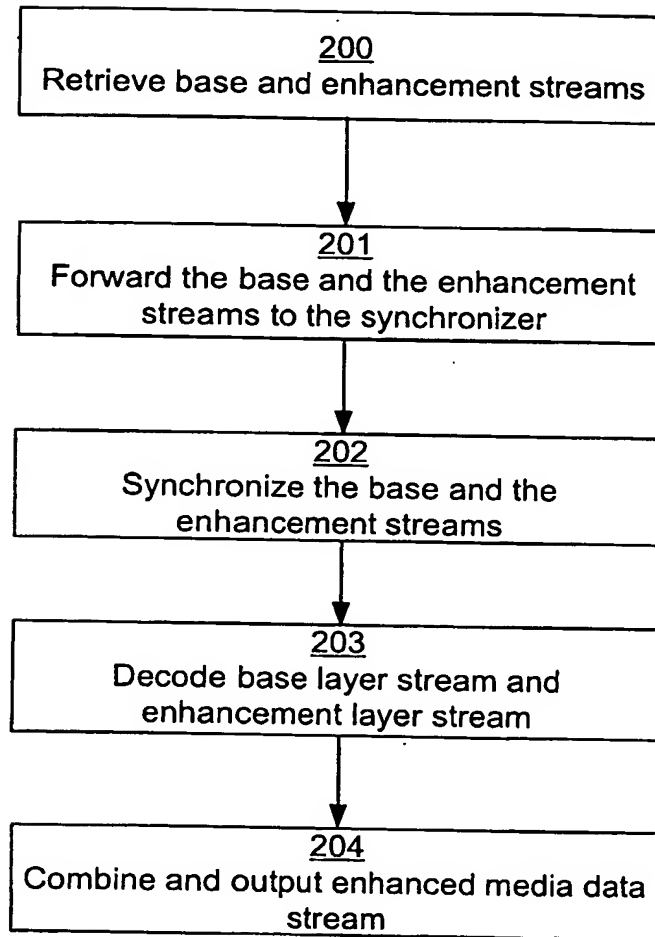 200
Retrieve base and enhancement streams
201
Forward the base and the enhancement
streams to the synchronizer
202
Synchronize the base and the
enhancement streams
203
Decode base layer stream and
enhancement layer stream
204
Combine and output enhanced media data
stream